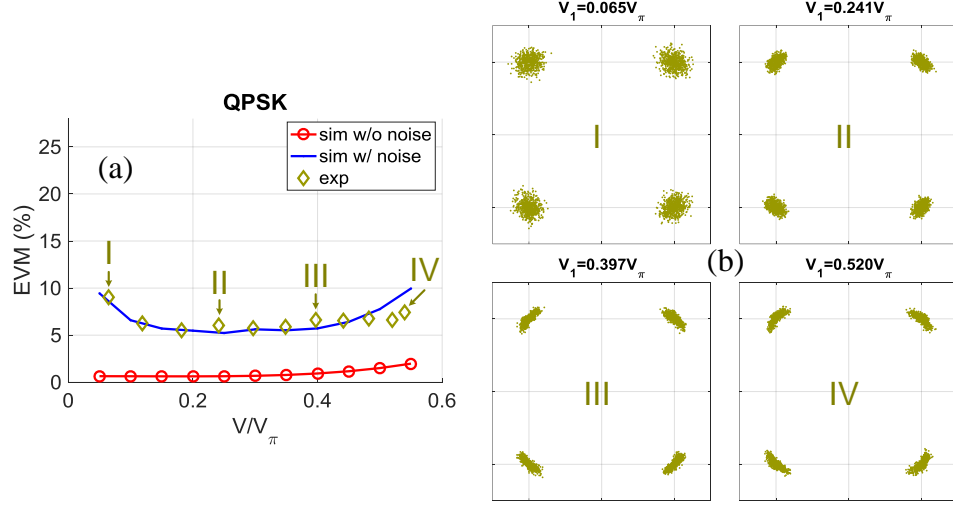 QPSK
sim w/o noise
sim w/ noise
exp
(a)
EVM (%)
25
20
15
10
5
0
I
II
III
IV
0
0.2
0.4
0.6
V/Vπ
V1=0.065Vπ
I
V1=0.241Vπ
II
(b)
V1=0.397Vπ
III
V1=0.520Vπ
IV